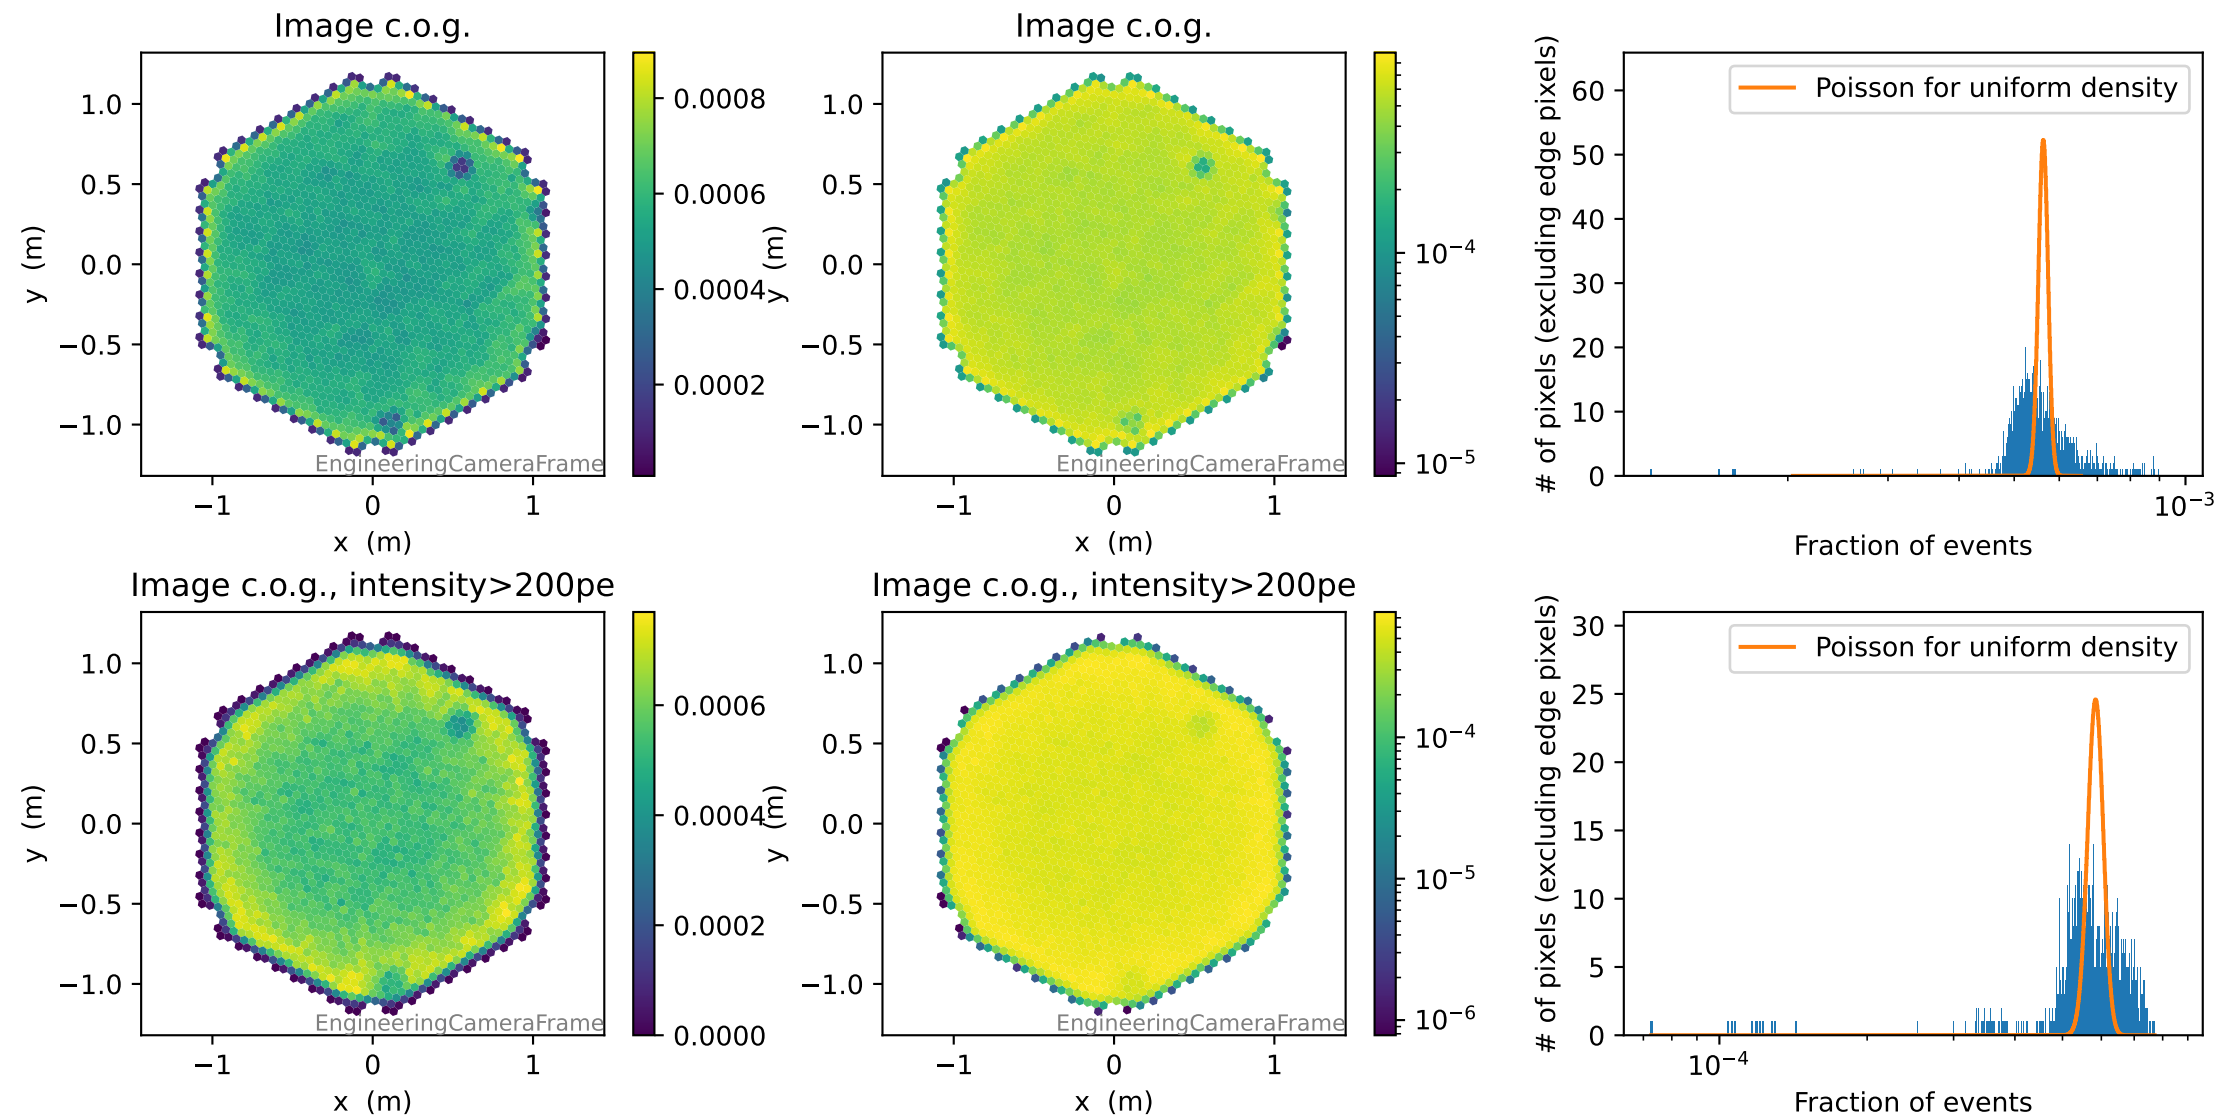 Image c.o.g.
1.0
0.5
0.0
−0.5
−1.0
y (m)
−1
0
1
x (m)
EngineeringCameraFrame
0.0008
0.0006
0.0004
0.0002
Image c.o.g.
1.0
0.5
0.0
−0.5
−1.0
y (m)
−1
0
1
x (m)
EngineeringCameraFrame
10⁻⁴
10⁻⁵
# of pixels (excluding edge pixels)
60
50
40
30
20
10
0
Poisson for uniform density
10⁻³
Fraction of events
Image c.o.g., intensity>200pe
1.0
0.5
0.0
−0.5
−1.0
y (m)
−1
0
1
x (m)
EngineeringCameraFrame
0.0006
0.0004
0.0002
0.0000
Image c.o.g., intensity>200pe
1.0
0.5
0.0
−0.5
−1.0
y (m)
−1
0
1
x (m)
EngineeringCameraFrame
10⁻⁴
10⁻⁵
10⁻⁶
# of pixels (excluding edge pixels)
30
25
20
15
10
5
0
Poisson for uniform density
10⁻⁴
Fraction of events